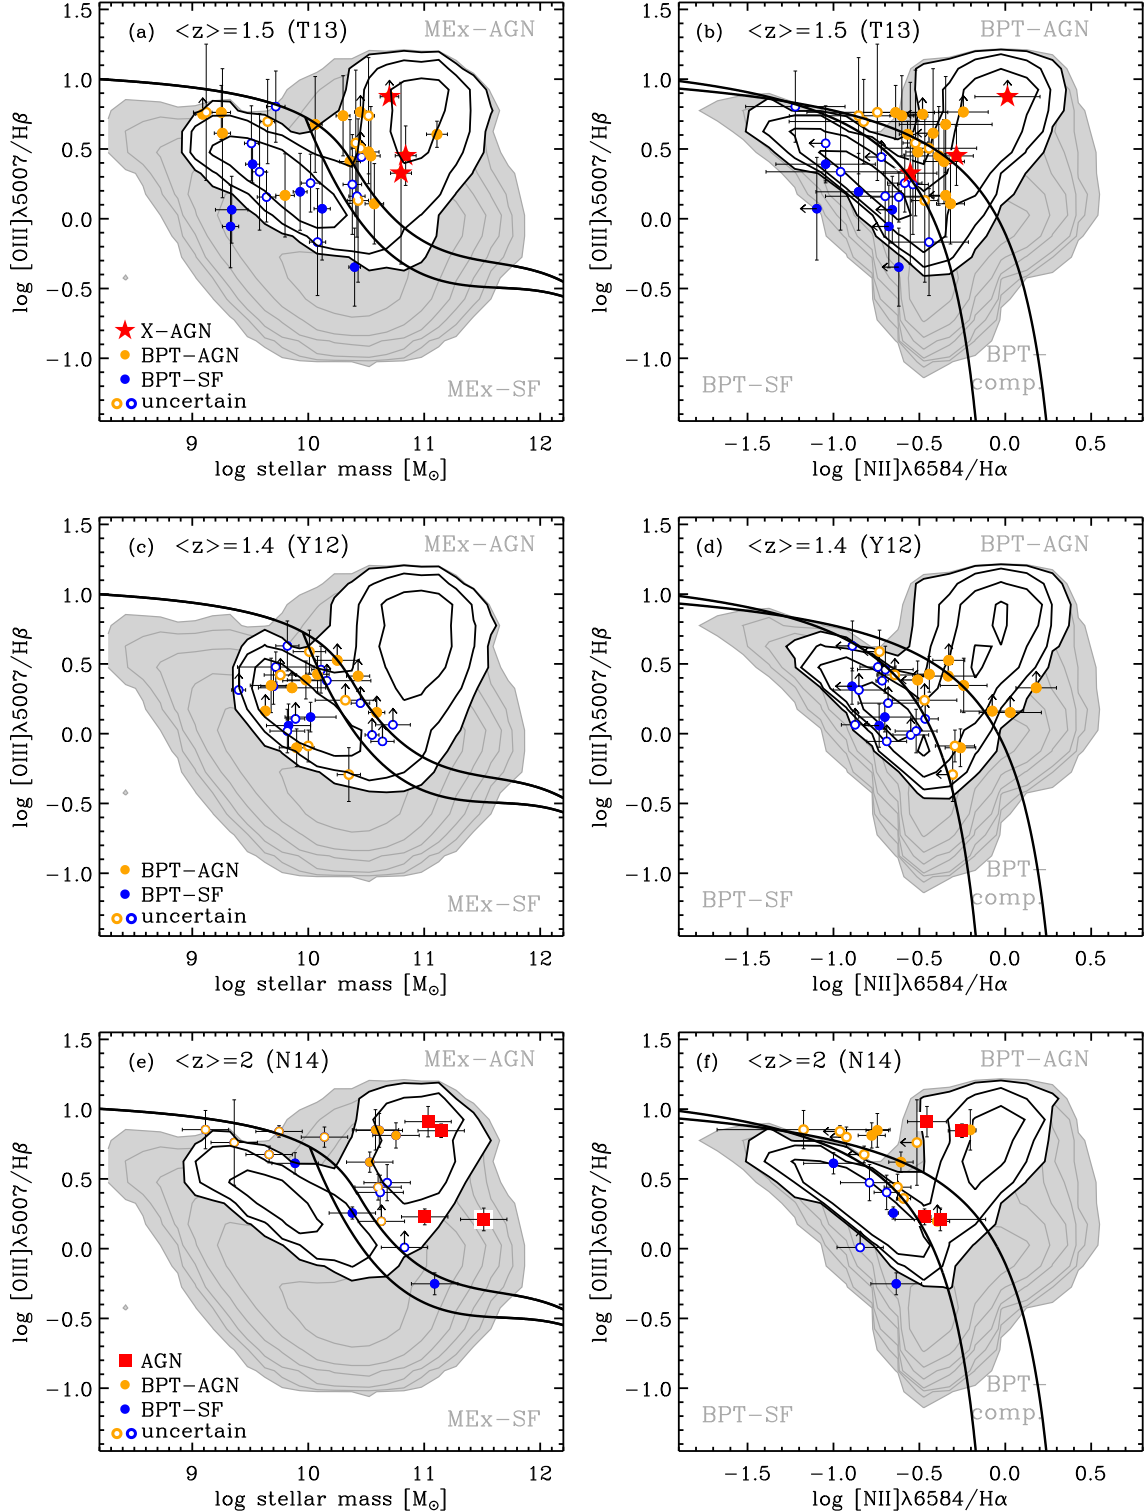 (a) <z>=1.5 (T13) MEx-AGN
1.5
1.0
0.5
0.0
-0.5
-1.0
log [OIII]λ5007/Hβ
X-AGN
BPT-AGN
BPT-SF
uncertain
MEx-SF
9 10 11 12
log stellar mass [M⊙]
(b) <z>=1.5 (T13) BPT-AGN
1.5
1.0
0.5
0.0
-0.5
-1.0
log [OIII]λ5007/Hβ
BPT-SF
BPT-
comp.
-1.5 -1.0 -0.5 0.0 0.5
log [NII]λ6584/Hα
(c) <z>=1.4 (Y12) MEx-AGN
1.5
1.0
0.5
0.0
-0.5
-1.0
log [OIII]λ5007/Hβ
BPT-AGN
BPT-SF
uncertain
MEx-SF
9 10 11 12
log stellar mass [M⊙]
(d) <z>=1.4 (Y12) BPT-AGN
1.5
1.0
0.5
0.0
-0.5
-1.0
log [OIII]λ5007/Hβ
BPT-SF
BPT-
comp.
-1.5 -1.0 -0.5 0.0 0.5
log [NII]λ6584/Hα
(e) <z>=2 (N14) MEx-AGN
1.5
1.0
0.5
0.0
-0.5
-1.0
log [OIII]λ5007/Hβ
AGN
BPT-AGN
BPT-SF
uncertain
MEx-SF
9 10 11 12
log stellar mass [M⊙]
(f) <z>=2 (N14) BPT-AGN
1.5
1.0
0.5
0.0
-0.5
-1.0
log [OIII]λ5007/Hβ
BPT-SF
BPT-
comp.
-1.5 -1.0 -0.5 0.0 0.5
log [NII]λ6584/Hα